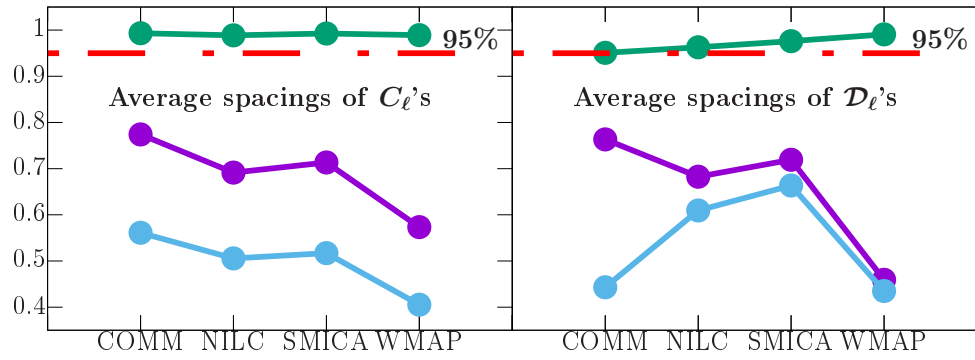 1
95%
95%
0.9
Average spacings of Cℓ's
Average spacings of 𝒟ℓ's
0.8
0.7
0.6
0.5
0.4
COMM NILC SMICA WMAP
COMM NILC SMICA WMAP